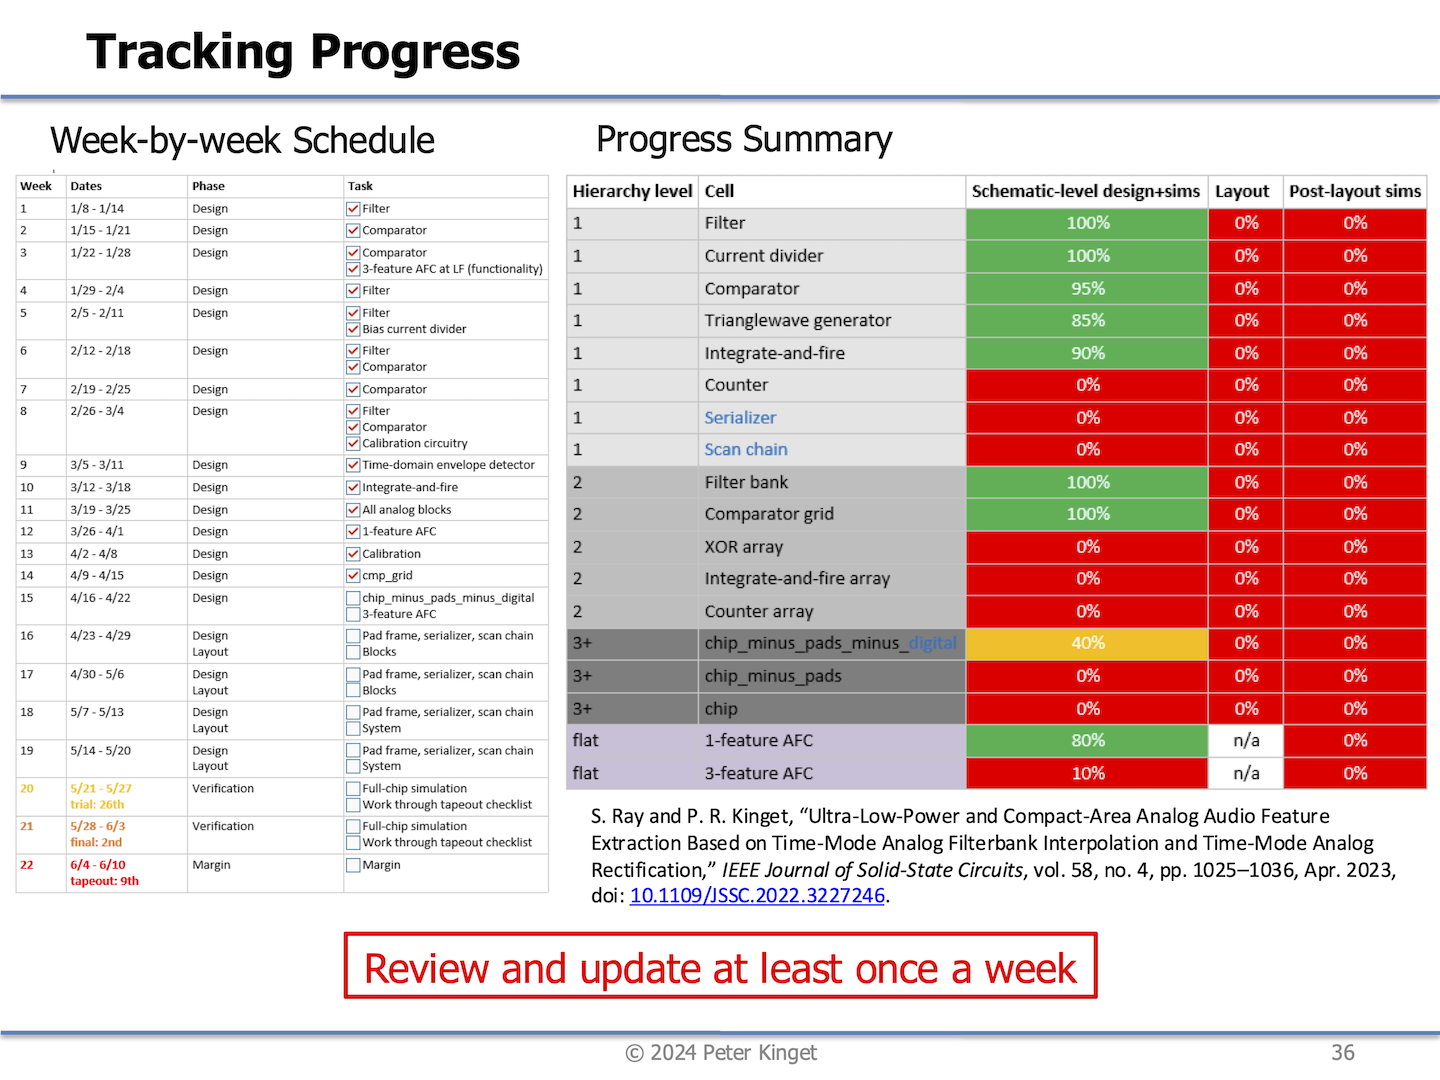 Tracking Progress
Week-by-week Schedule
Week Dates Phase Task
1 1/8 - 1/14 Design Filter
2 1/15 - 1/21 Design Comparator
3 1/22 - 1/28 Design Comparator
3-feature AFC at LF (functionality)
4 1/29 - 2/4 Design Filter
5 2/5 - 2/11 Design Filter
Bias current divider
6 2/12 - 2/18 Design Filter
Comparator
7 2/19 - 2/25 Design Comparator
8 2/26 - 3/4 Design Filter
Comparator
Calibration circuitry
9 3/5 - 3/11 Design Time-domain envelope detector
10 3/12 - 3/18 Design Integrate-and-fire
11 3/19 - 3/25 Design All analog blocks
12 3/26 - 4/1 Design 1-feature AFC
13 4/2 - 4/8 Design Calibration
14 4/9 - 4/15 Design cmp_grid
15 4/16 - 4/22 Design chip_minus_pads_minus_digital
3-feature AFC
16 4/23 - 4/29 Design Pad frame, serializer, scan chain
Layout Blocks
17 4/30 - 5/6 Design Pad frame, serializer, scan chain
Layout Blocks
18 5/7 - 5/13 Design Pad frame, serializer, scan chain
Layout System
19 5/14 - 5/20 Design Pad frame, serializer, scan chain
Layout System
20 5/21 - 5/27 Verification Full-chip simulation
trial: 26th Work through tapeout checklist
21 5/28 - 6/3 Verification Full-chip simulation
final: 2nd Work through tapeout checklist
22 6/4 - 6/10 Margin Margin
tapeout: 9th
Progress Summary
Hierarchy level Cell Schematic-level design+sims Layout Post-layout sims
1 Filter 100% 0% 0%
1 Current divider 100% 0% 0%
1 Comparator 95% 0% 0%
1 Trianglewave generator 85% 0% 0%
1 Integrate-and-fire 90% 0% 0%
1 Counter 0% 0% 0%
1 Serializer 0% 0% 0%
1 Scan chain 0% 0% 0%
2 Filter bank 100% 0% 0%
2 Comparator grid 100% 0% 0%
2 XOR array 0% 0% 0%
2 Integrate-and-fire array 0% 0% 0%
2 Counter array 0% 0% 0%
3+ chip_minus_pads_minus_digital 40% 0% 0%
3+ chip_minus_pads 0% 0% 0%
3+ chip 0% 0% 0%
flat 1-feature AFC 80% n/a 0%
flat 3-feature AFC 10% n/a 0%
S. Ray and P. R. Kinget, “Ultra-Low-Power and Compact-Area Analog Audio Feature
Extraction Based on Time-Mode Analog Filterbank Interpolation and Time-Mode Analog
Rectification,” IEEE Journal of Solid-State Circuits, vol. 58, no. 4, pp. 1025–1036, Apr. 2023,
doi: 10.1109/JSSC.2022.3227246.
Review and update at least once a week
© 2024 Peter Kinget
36